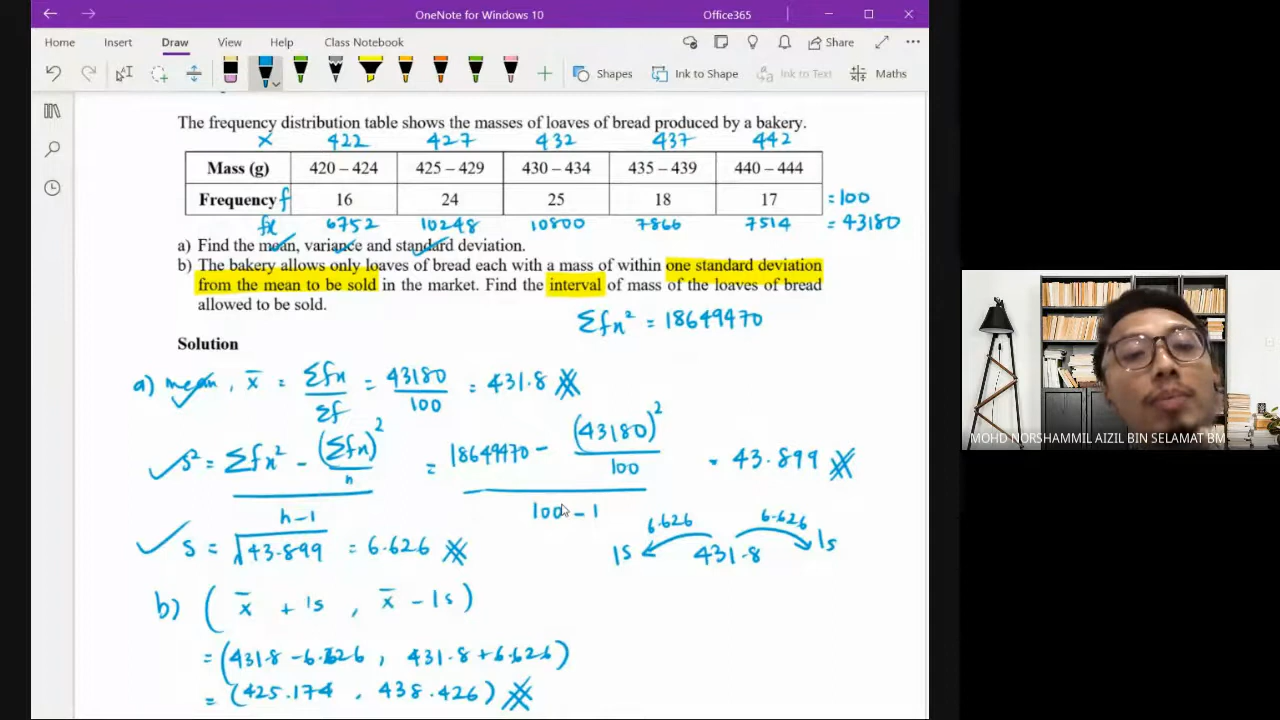 OneNote for Windows 10
Office365
Home Insert Draw View Help Class Notebook
Share
Shapes Ink to Shape Ink to Text Maths
The frequency distribution table shows the masses of loaves of bread produced by a bakery.
x 422 427 432 437 442
Mass (g) 420 – 424 425 – 429 430 – 434 435 – 439 440 – 444
Frequency f 16 24 25 18 17 = 100
fx 6752 10248 10800 7866 7514 = 43180
a) Find the mean, variance and standard deviation.
b) The bakery allows only loaves of bread each with a mass of within one standard deviation
from the mean to be sold in the market. Find the interval of mass of the loaves of bread
allowed to be sold.
Σfx² = 18649470
Solution
a) mean, x̄ = Σfx / Σf = 43180 / 100 = 431.8
s² = (Σfx² - (Σfx)² / n) / (n-1) = (18649470 - (43180)² / 100) / (100 - 1) = 43.899
s = √43.899 = 6.626
6.626 6.626
1s 431.8 1s
b) ( x̄ + 1s , x̄ - 1s )
= (431.8 - 6.626 , 431.8 + 6.626)
= (425.174 , 438.426)
MOHD NORSHAMMIL AIZIL BIN SELAMAT BM